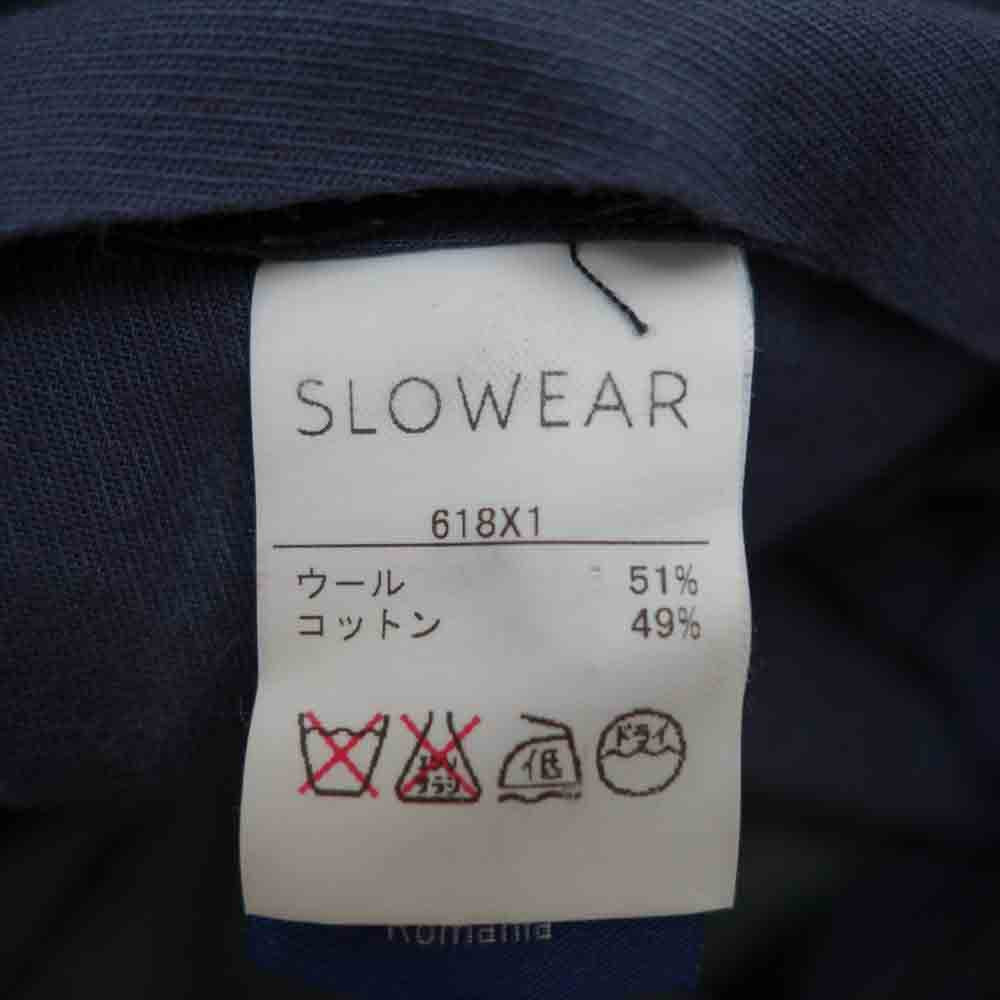 SLOWEAR
618X1
ウール 51%
コットン 49%
エンソ
サラシ
低
ドライ
Romania